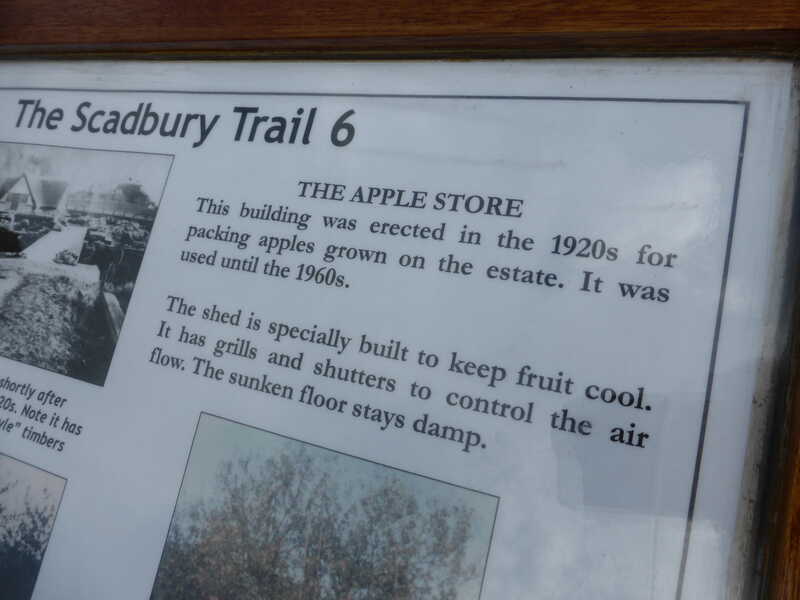 The Scadbury Trail 6
THE APPLE STORE
This building was erected in the 1920s for
packing apples grown on the estate. It was
used until the 1960s.
The shed is specially built to keep fruit cool.
It has grills and shutters to control the air
flow. The sunken floor stays damp.
shortly after
20s. Note it has
timbers